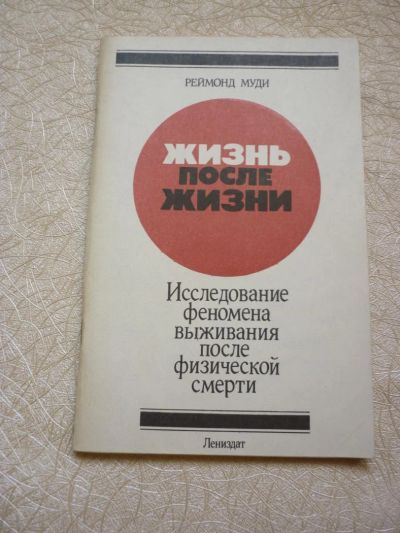 РЕЙМОНД МУДИ
ЖИЗНЬ
ПОСЛЕ
ЖИЗНИ
Исследование
феномена
выживания
после
физической
смерти
Лениздат